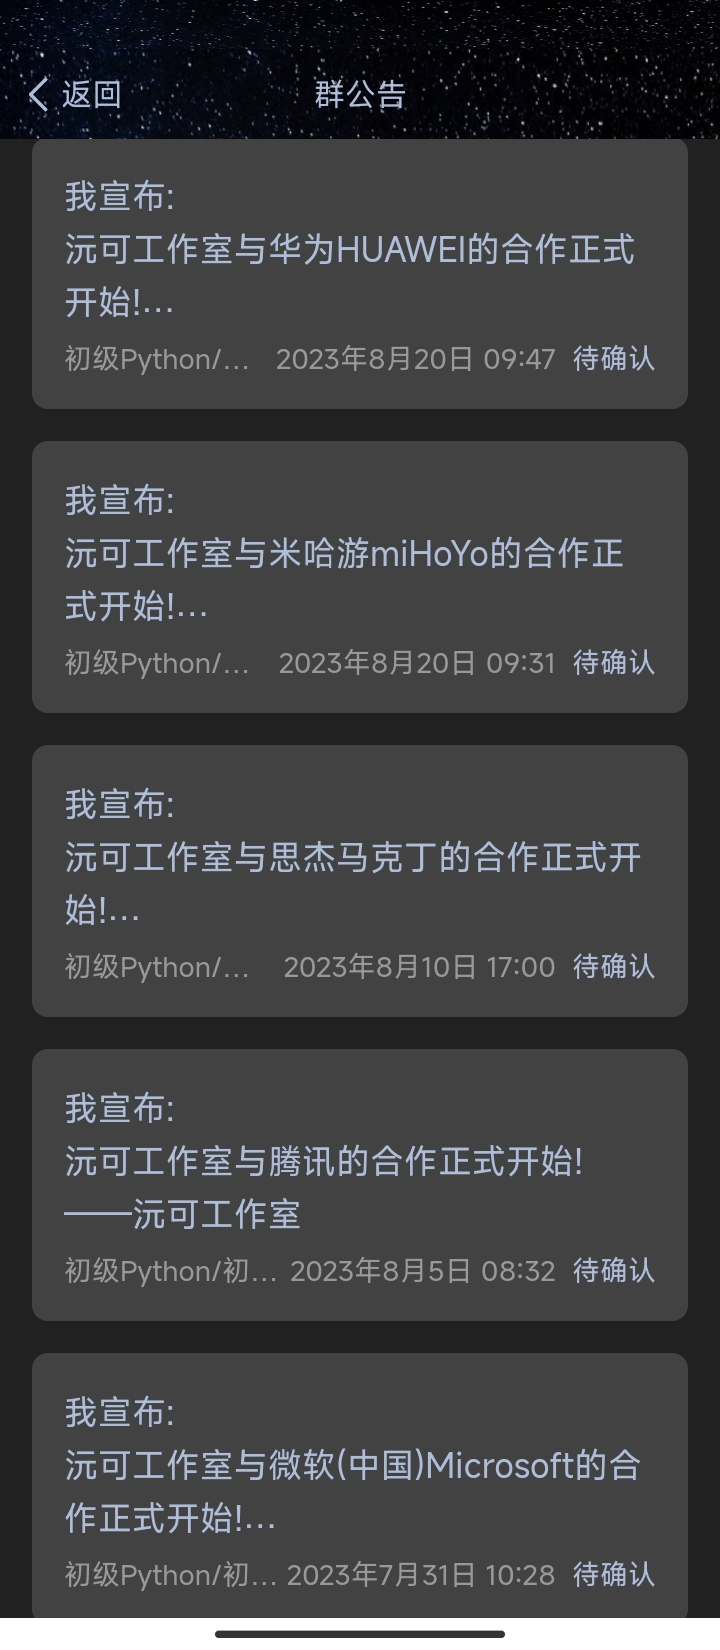 返回
群公告
我宣布:
沅可工作室与华为HUAWEI的合作正式
开始!...
初级Python/... 2023年8月20日 09:47 待确认
我宣布:
沅可工作室与米哈游miHoYo的合作正
式开始!...
初级Python/... 2023年8月20日 09:31 待确认
我宣布:
沅可工作室与思杰马克丁的合作正式开
始!...
初级Python/... 2023年8月10日 17:00 待确认
我宣布:
沅可工作室与腾讯的合作正式开始!
——沅可工作室
初级Python/初... 2023年8月5日 08:32 待确认
我宣布:
沅可工作室与微软(中国)Microsoft的合
作正式开始!...
初级Python/初... 2023年7月31日 10:28 待确认